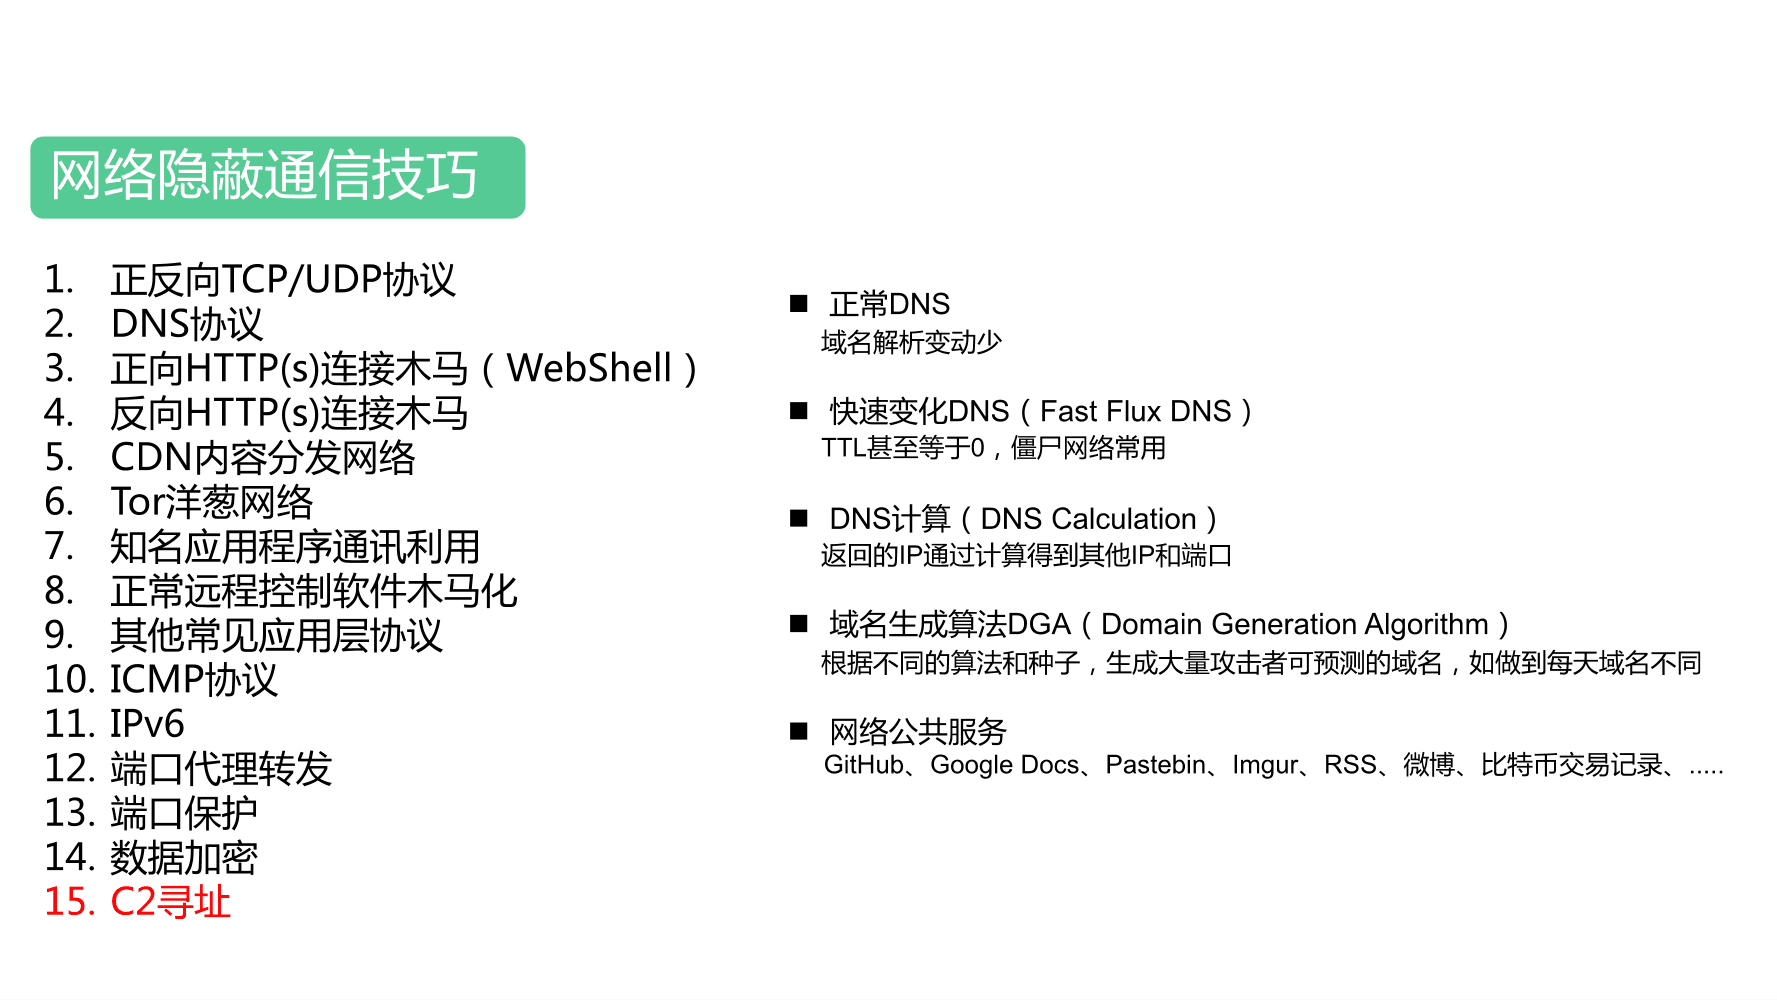 网络隐蔽通信技巧
1. 正反向TCP/UDP协议
2. DNS协议
3. 正向HTTP(s)连接木马（WebShell）
4. 反向HTTP(s)连接木马
5. CDN内容分发网络
6. Tor洋葱网络
7. 知名应用程序通讯利用
8. 正常远程控制软件木马化
9. 其他常见应用层协议
10. ICMP协议
11. IPv6
12. 端口代理转发
13. 端口保护
14. 数据加密
15. C2寻址
■ 正常DNS
域名解析变动少
■ 快速变化DNS（Fast Flux DNS）
TTL甚至等于0，僵尸网络常用
■ DNS计算（DNS Calculation）
返回的IP通过计算得到其他IP和端口
■ 域名生成算法DGA（Domain Generation Algorithm）
根据不同的算法和种子，生成大量攻击者可预测的域名，如做到每天域名不同
■ 网络公共服务
GitHub、Google Docs、Pastebin、Imgur、RSS、微博、比特币交易记录、.....